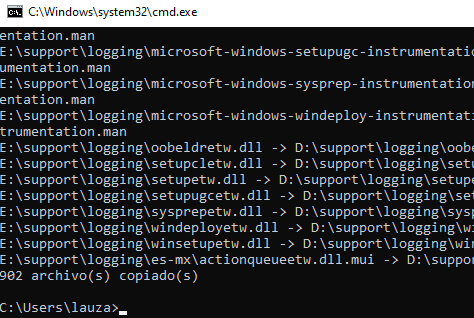 C:\Windows\system32\cmd.exe
entation.man
E:\support\logging\microsoft-windows-setupugc-instrumentatio
umentation.man
E:\support\logging\microsoft-windows-sysprep-instrumentation
entation.man
E:\support\logging\microsoft-windows-windeploy-instrumentati
trumentation.man
E:\support\logging\oobeldretw.dll -> D:\support\logging\oobe
E:\support\logging\setupcletw.dll -> D:\support\logging\setu
E:\support\logging\setupetw.dll -> D:\support\logging\setupe
E:\support\logging\setupugcetw.dll -> D:\support\logging\set
E:\support\logging\sysprepetw.dll -> D:\support\logging\sysp
E:\support\logging\windeployetw.dll -> D:\support\logging\wi
E:\support\logging\winsetupetw.dll -> D:\support\logging\win
E:\support\logging\es-mx\actionqueueetw.dll.mui -> D:\suppor
902 archivo(s) copiado(s)
C:\Users\lauza>